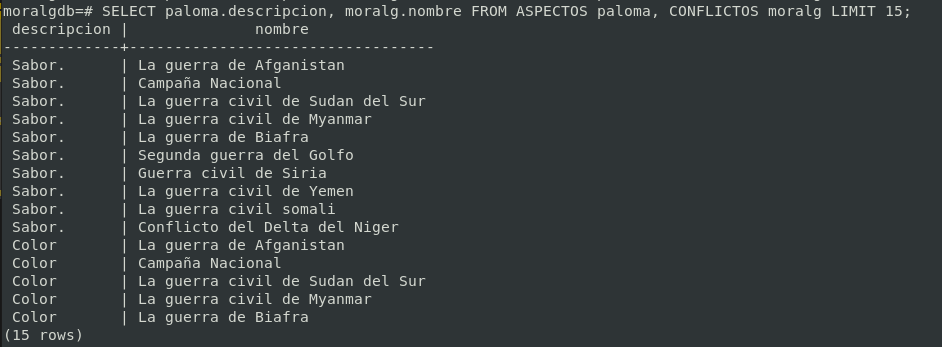 moralgdb=# SELECT paloma.descripcion, moralg.nombre FROM ASPECTOS paloma, CONFLICTOS moralg LIMIT 15;
 descripcion |              nombre
-------------+----------------------------------
 Sabor.      | La guerra de Afganistan
 Sabor.      | Campaña Nacional
 Sabor.      | La guerra civil de Sudan del Sur
 Sabor.      | La guerra civil de Myanmar
 Sabor.      | La guerra de Biafra
 Sabor.      | Segunda guerra del Golfo
 Sabor.      | Guerra civil de Siria
 Sabor.      | La guerra civil de Yemen
 Sabor.      | La guerra civil somali
 Sabor.      | Conflicto del Delta del Niger
 Color       | La guerra de Afganistan
 Color       | Campaña Nacional
 Color       | La guerra civil de Sudan del Sur
 Color       | La guerra civil de Myanmar
 Color       | La guerra de Biafra
(15 rows)